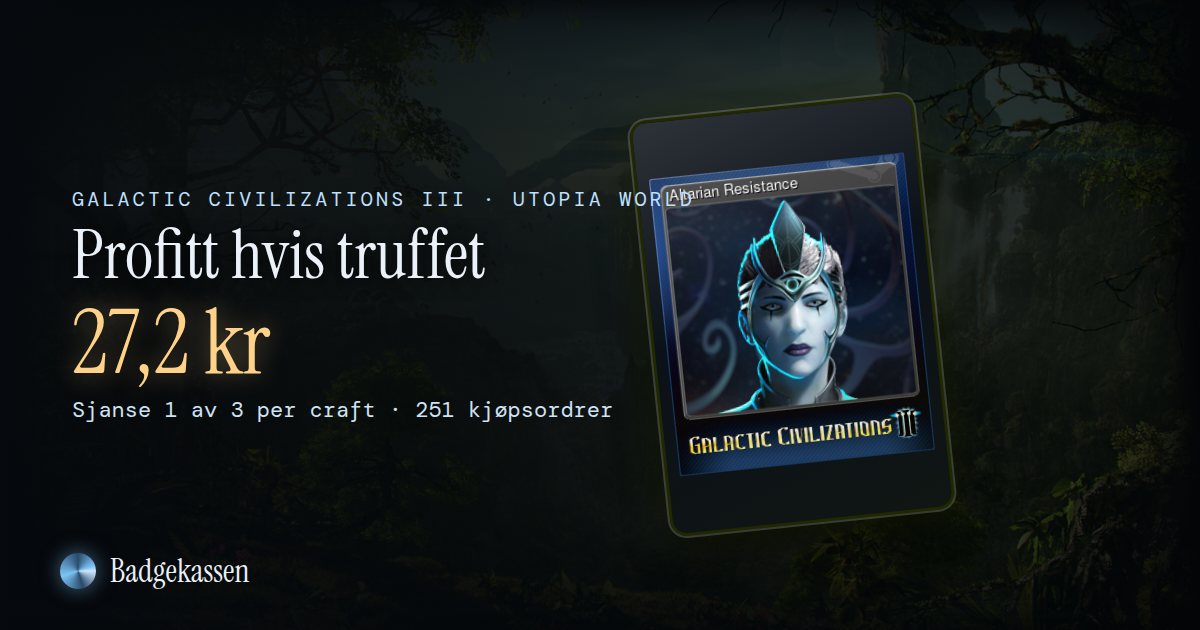 GALACTIC CIVILIZATIONS III · UTOPIA WORLD
Profitt hvis truffet
27,2 kr
Sjanse 1 av 3 per craft · 251 kjøpsordrer
Altarian Resistance
GALACTIC CIVILIZATIONS III
Badgekassen